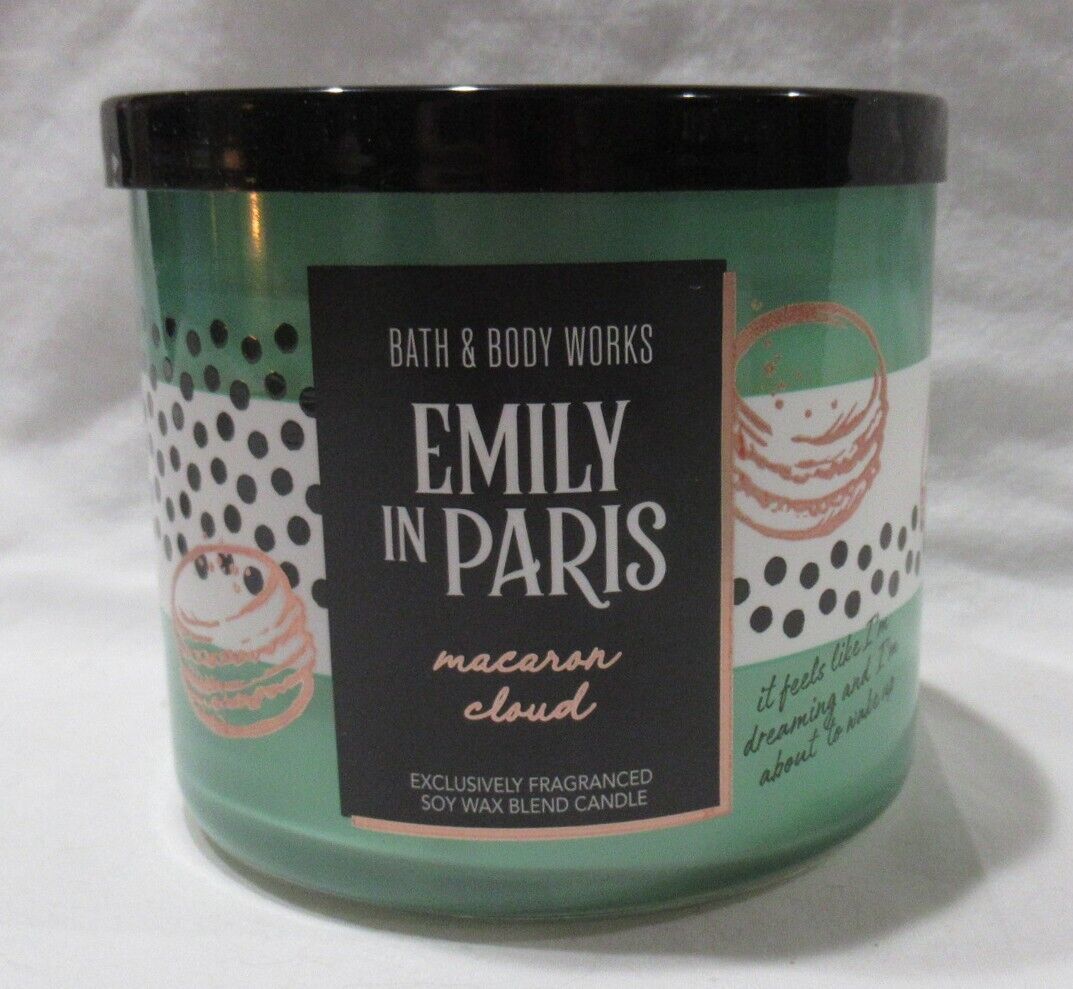 BATH & BODY WORKS
EMILY
IN PARIS
macaron
cloud
EXCLUSIVELY FRAGRANCED
SOY WAX BLEND CANDLE
it feels like I'm
dreaming and I'm
about to wake up